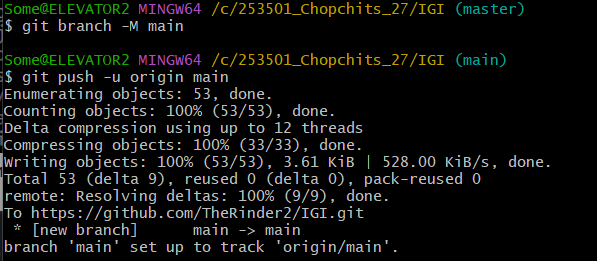 Some@ELEVATOR2 MINGW64 /c/253501_Chopchits_27/IGI (master)
$ git branch -M main
Some@ELEVATOR2 MINGW64 /c/253501_Chopchits_27/IGI (main)
$ git push -u origin main
Enumerating objects: 53, done.
Counting objects: 100% (53/53), done.
Delta compression using up to 12 threads
Compressing objects: 100% (33/33), done.
Writing objects: 100% (53/53), 3.61 KiB | 528.00 KiB/s, done.
Total 53 (delta 9), reused 0 (delta 0), pack-reused 0
remote: Resolving deltas: 100% (9/9), done.
To https://github.com/TheRinder2/IGI.git
 * [new branch]      main -> main
branch 'main' set up to track 'origin/main'.